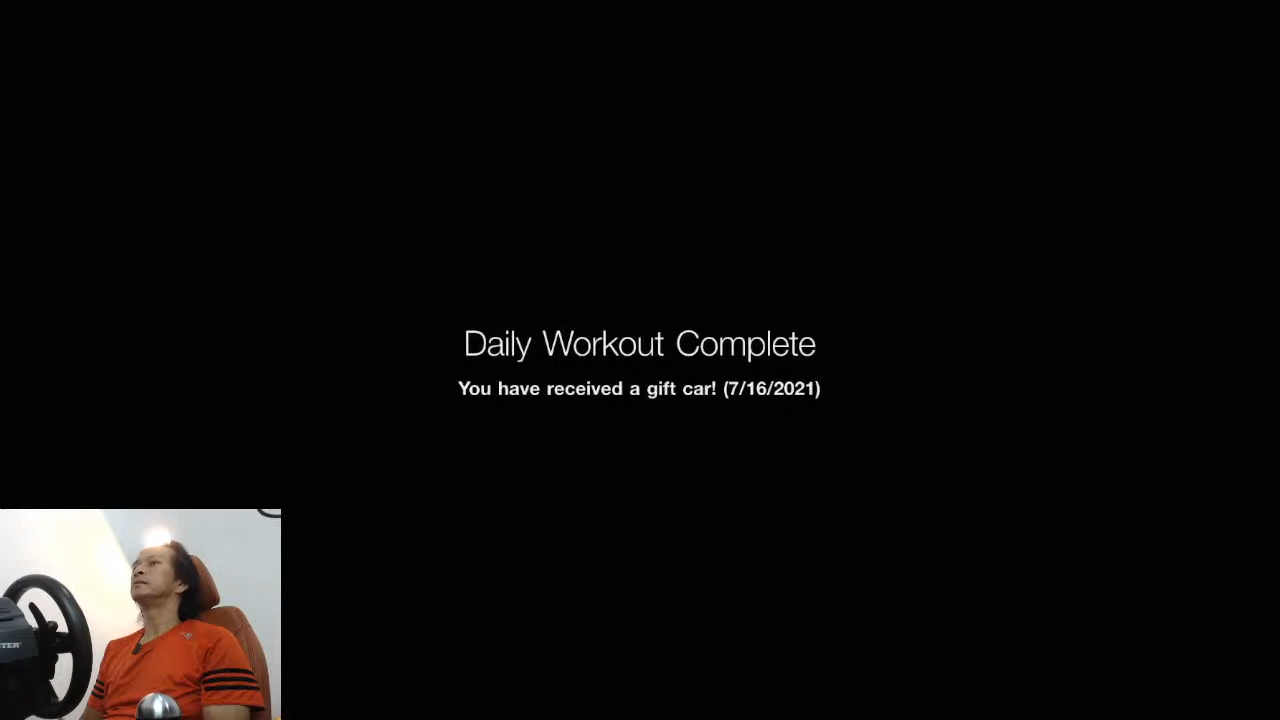 Daily Workout Complete
You have received a gift car! (7/16/2021)